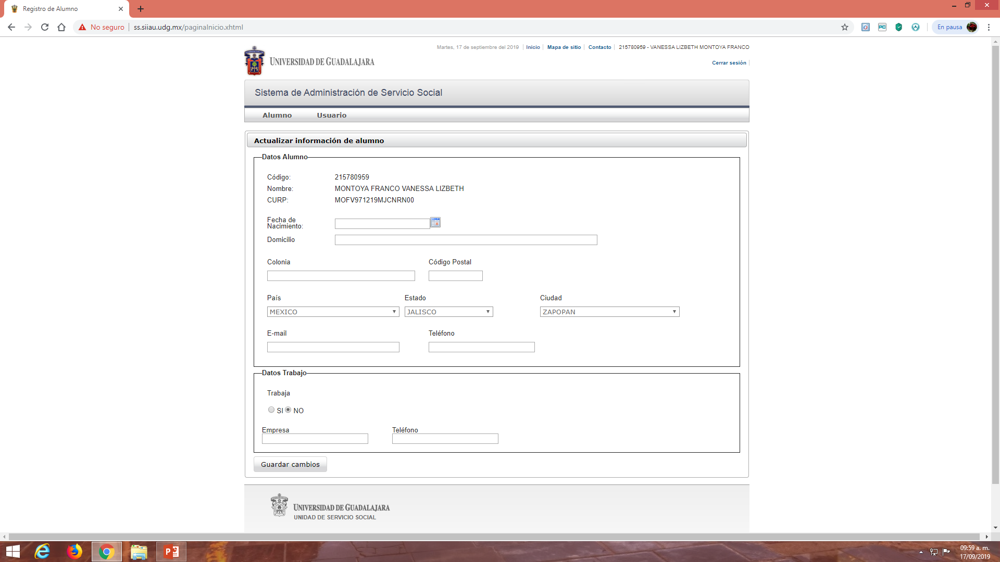 Registro de Alumno
No seguro
ss.siiau.udg.mx/paginaInicio.xhtml
En pausa
Martes, 17 de septiembre del 2019
Inicio
Mapa de sitio
Contacto
215780959 - VANESSA LIZBETH MONTOYA FRANCO
Cerrar sesión
UNIVERSIDAD DE GUADALAJARA
Sistema de Administración de Servicio Social
Alumno
Usuario
Actualizar información de alumno
Datos Alumno
Código: 215780959
Nombre: MONTOYA FRANCO VANESSA LIZBETH
CURP: MOFV971219MJCNRN00
Fecha de
Nacimiento:
Domicilio
Colonia
Código Postal
País
Estado
Ciudad
MEXICO
JALISCO
ZAPOPAN
E-mail
Teléfono
Datos Trabajo
Trabaja
SI
NO
Empresa
Teléfono
Guardar cambios
UNIVERSIDAD DE GUADALAJARA
UNIDAD DE SERVICIO SOCIAL
09:59 a. m.
17/09/2019